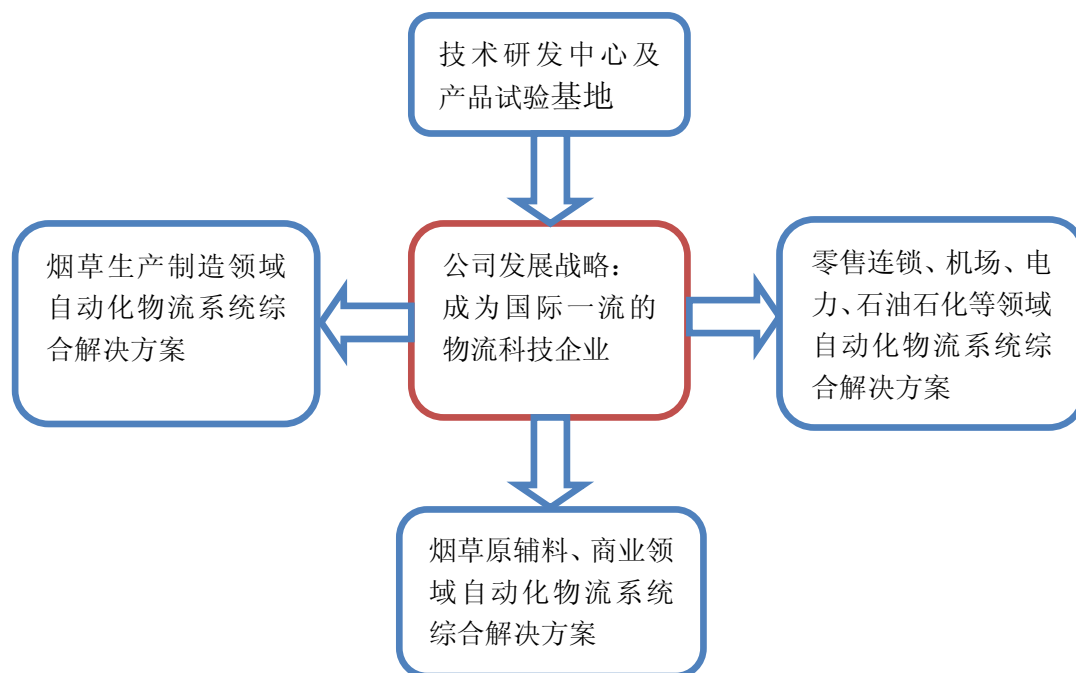 技术研发中心及
产品试验基地
烟草生产制造领域
自动化物流系统综
合解决方案
公司发展战略：
成为国际一流的
物流科技企业
零售连锁、机场、电
力、石油石化等领域
自动化物流系统综
合解决方案
烟草原辅料、商业领
域自动化物流系统
综合解决方案